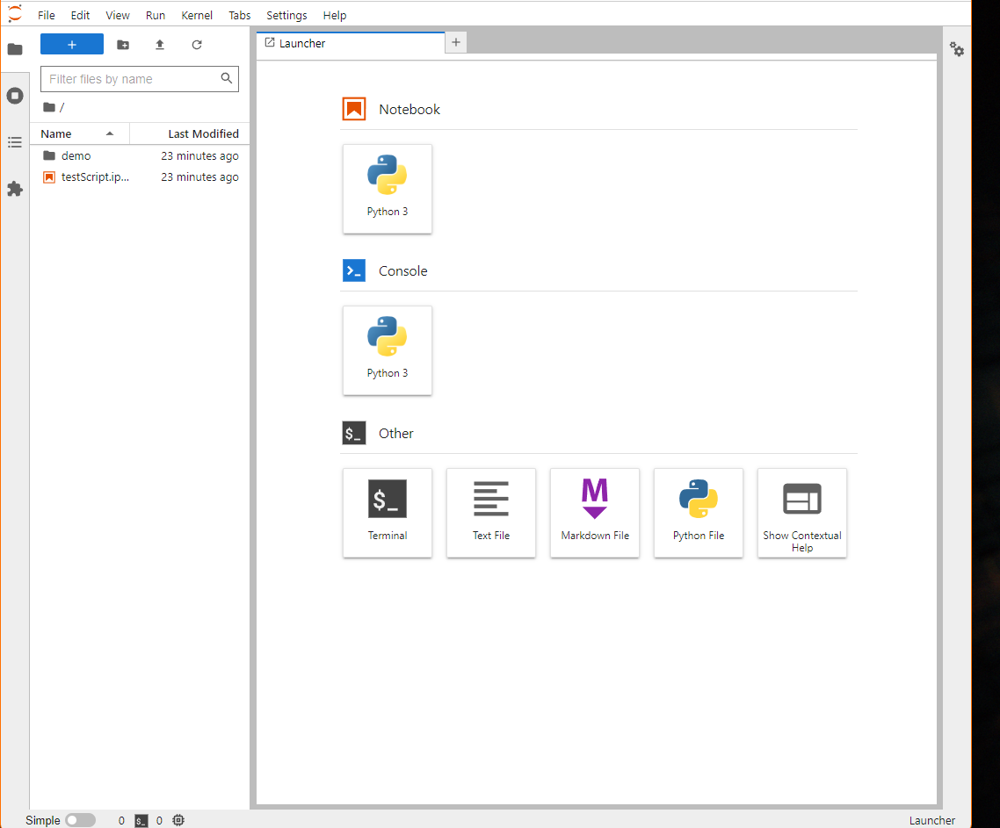 File Edit View Run Kernel Tabs Settings Help
+
Filter files by name
/
Name Last Modified
demo 23 minutes ago
testScript.ip... 23 minutes ago
Launcher +
Notebook
Python 3
>_ Console
Python 3
$_ Other
$_ M
Terminal Text File Markdown File Python File Show Contextual
Help
Simple 0 $_ 0 Launcher